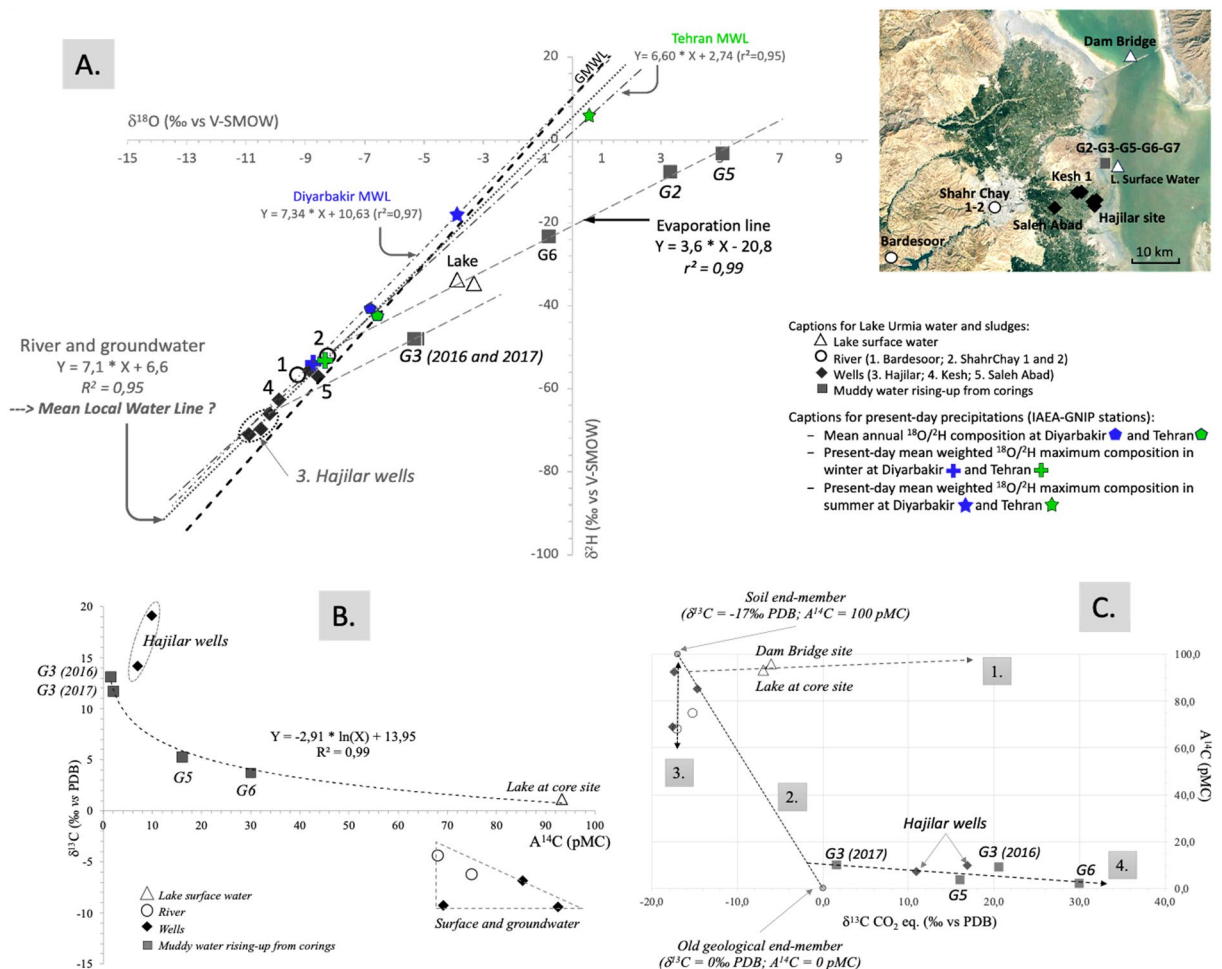 A.
Tehran MWL
Y= 6,60 * X + 2,74 (r²=0,95)
GMWL
δ¹⁸O (‰ vs V-SMOW)
20
0
-20
-40
-60
-80
-100
-15
-13
-11
-9
-7
-5
-3
-1
1
3
5
7
9
δ²H (‰ vs V-SMOW)
Diyarbakir MWL
Y = 7,34 * X + 10,63 (r²=0,97)
G5
G2
G6
Evaporation line
Y = 3,6 * X - 20,8
r² = 0,99
Lake
G3 (2016 and 2017)
River and groundwater
Y = 7,1 * X + 6,6
R² = 0,95
---> Mean Local Water Line ?
1
2
4
5
3. Hajilar wells
Dam Bridge
G2-G3-G5-G6-G7
L. Surface Water
Kesh 1
Shahr Chay
1-2
Saleh Abad
Hajilar site
Bardesoor
10 km
Captions for Lake Urmia water and sludges:
Lake surface water
River (1. Bardesoor; 2. ShahrChay 1 and 2)
Wells (3. Hajilar; 4. Kesh; 5. Saleh Abad)
Muddy water rising-up from corings
Captions for present-day precipitations (IAEA-GNIP stations):
– Mean annual ¹⁸O/²H composition at Diyarbakir and Tehran
– Present-day mean weighted ¹⁸O/²H maximum composition in
winter at Diyarbakir and Tehran
– Present-day mean weighted ¹⁸O/²H maximum composition in
summer at Diyarbakir and Tehran
B.
20
15
10
5
0
-5
-10
-15
δ¹³C (‰ vs PDB)
Hajilar wells
G3 (2016)
G3 (2017)
Y = -2,91 * ln(X) + 13,95
R² = 0,99
G5
G6
Lake at core site
0
10
20
30
40
50
60
70
80
90
100
A¹⁴C (pMC)
Surface and groundwater
Lake surface water
River
Wells
Muddy water rising-up from corings
C.
Soil end-member
(δ¹³C = -17‰ PDB; A¹⁴C = 100 pMC)
Dam Bridge site
Lake at core site
1.
2.
3.
4.
Hajilar wells
G3 (2017)
G3 (2016)
G5
G6
100,0
80,0
60,0
40,0
20,0
0,0
A¹⁴C (pMC)
-20,0
-10,0
0,0
10,0
20,0
30,0
40,0
δ¹³C CO₂ eq. (‰ vs PDB)
Old geological end-member
(δ¹³C = 0‰ PDB; A¹⁴C = 0 pMC)